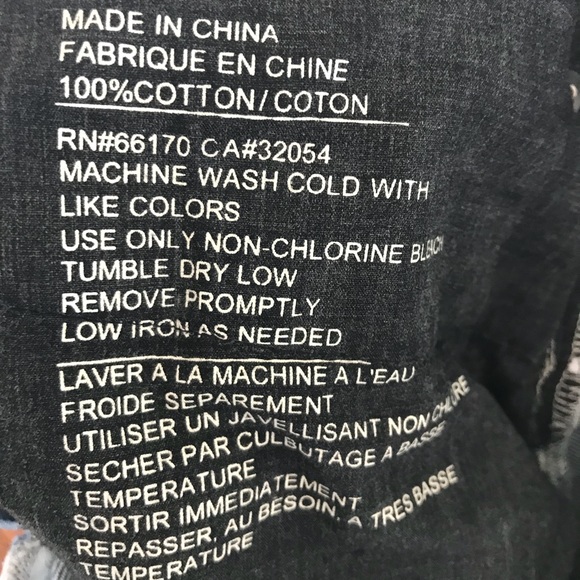 MADE IN CHINA
FABRIQUE EN CHINE
100%COTTON/COTON
RN#66170 CA#32054
MACHINE WASH COLD WITH
LIKE COLORS
USE ONLY NON-CHLORINE BLEACH
TUMBLE DRY LOW
REMOVE PROMPTLY
LOW IRON AS NEEDED
LAVER A LA MACHINE A L'EAU
FROIDE SEPAREMENT
UTILISER UN JAVELLISANT NON CHLORE
SECHER PAR CULBUTAGE A BASSE
TEMPERATURE
SORTIR IMMEDIATEMENT
REPASSER, AU BESOIN, A TRES BASSE
TEMPERATURE